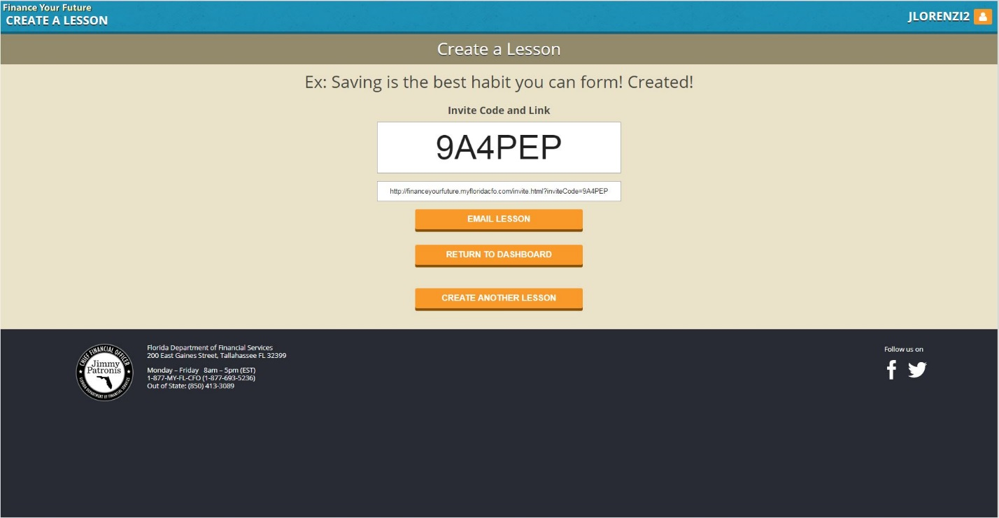 Finance Your Future
CREATE A LESSON
JLORENZI2
Create a Lesson
Ex: Saving is the best habit you can form! Created!
Invite Code and Link
9A4PEP
http://financeyourfuture.myfloridacfo.com/invite.html?inviteCode=9A4PEP
EMAIL LESSON
RETURN TO DASHBOARD
CREATE ANOTHER LESSON
CHIEF FINANCIAL OFFICER
Jimmy
Patronis
FLORIDA DEPARTMENT OF FINANCIAL SERVICES
Florida Department of Financial Services
200 East Gaines Street, Tallahassee FL 32399
Monday – Friday 8am – 5pm (EST)
1-877-MY-FL-CFO (1-877-693-5236)
Out of State: (850) 413-3089
Follow us on